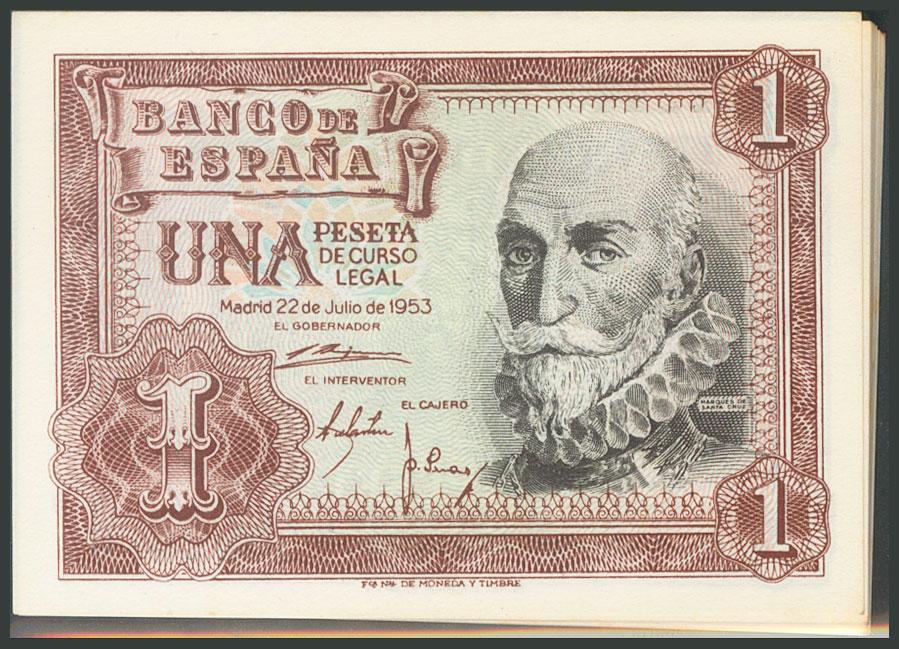 BANCO DE
ESPAÑA
1
UNA PESETA
DE CURSO
LEGAL
Madrid 22 de Julio de 1953
EL GOBERNADOR
EL INTERVENTOR
EL CAJERO
MARQUES DE
SANTA CRUZ
1
1
FCA NAL DE MONEDA Y TIMBRE